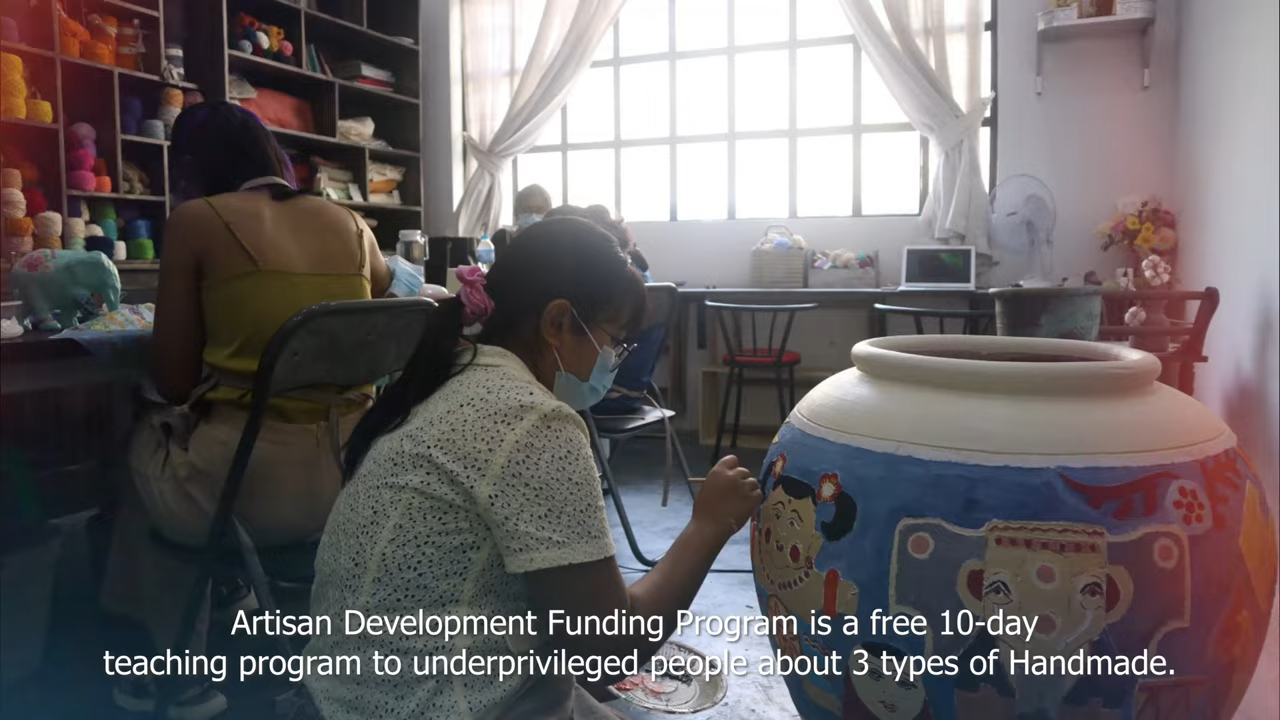 Artisan Development Funding Program is a free 10-day
teaching program to underprivileged people about 3 types of Handmade.